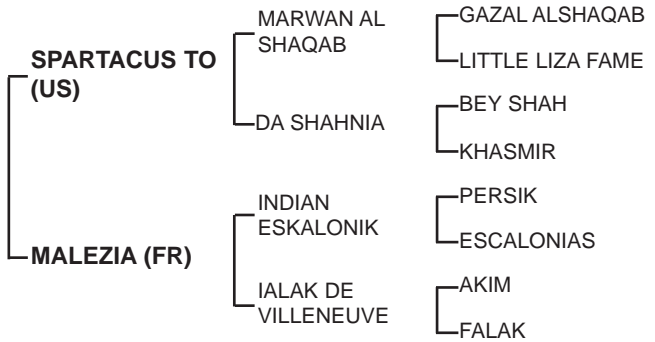 SPARTACUS TO
(US)
MARWAN AL
SHAQAB
GAZAL ALSHAQAB
LITTLE LIZA FAME
DA SHAHNIA
BEY SHAH
KHASMIR
MALEZIA (FR)
INDIAN
ESKALONIK
PERSIK
ESCALONIAS
IALAK DE
VILLENEUVE
AKIM
FALAK